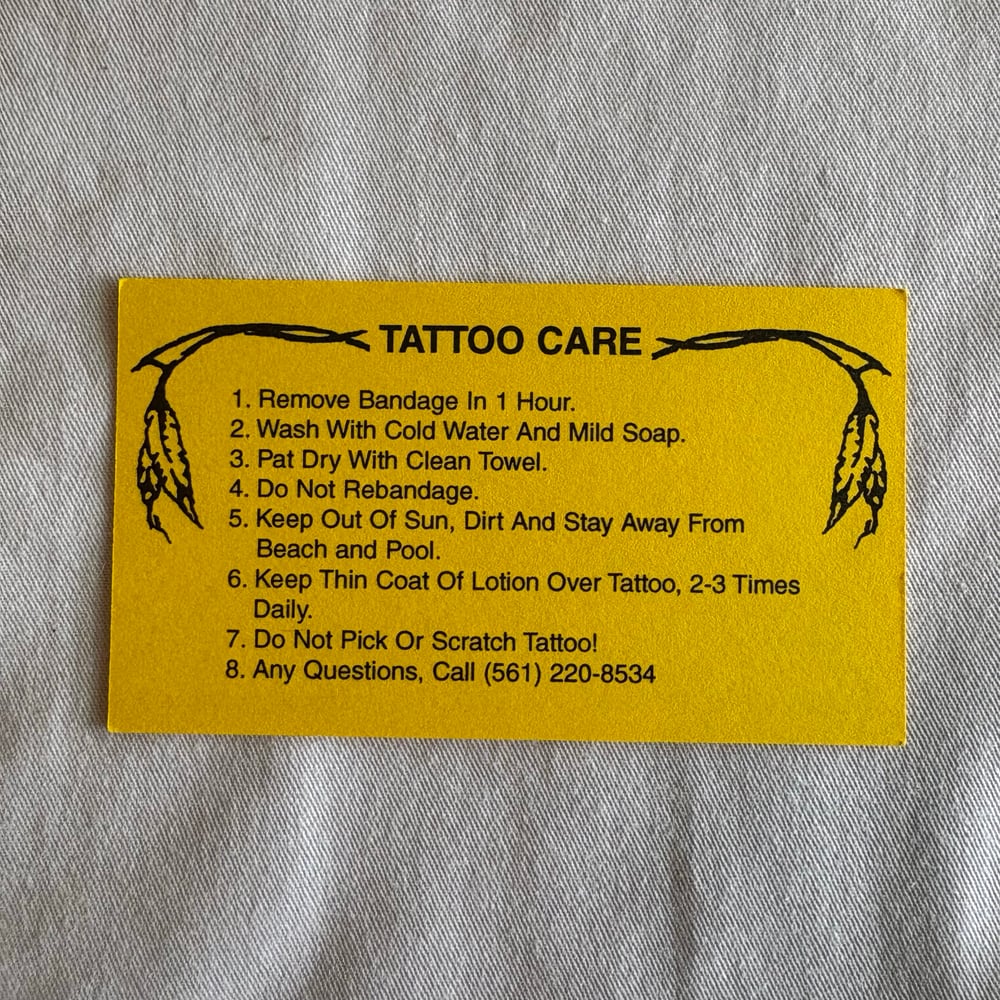 TATTOO CARE
1. Remove Bandage In 1 Hour.
2. Wash With Cold Water And Mild Soap.
3. Pat Dry With Clean Towel.
4. Do Not Rebandage.
5. Keep Out Of Sun, Dirt And Stay Away From
Beach and Pool.
6. Keep Thin Coat Of Lotion Over Tattoo, 2-3 Times
Daily.
7. Do Not Pick Or Scratch Tattoo!
8. Any Questions, Call (561) 220-8534